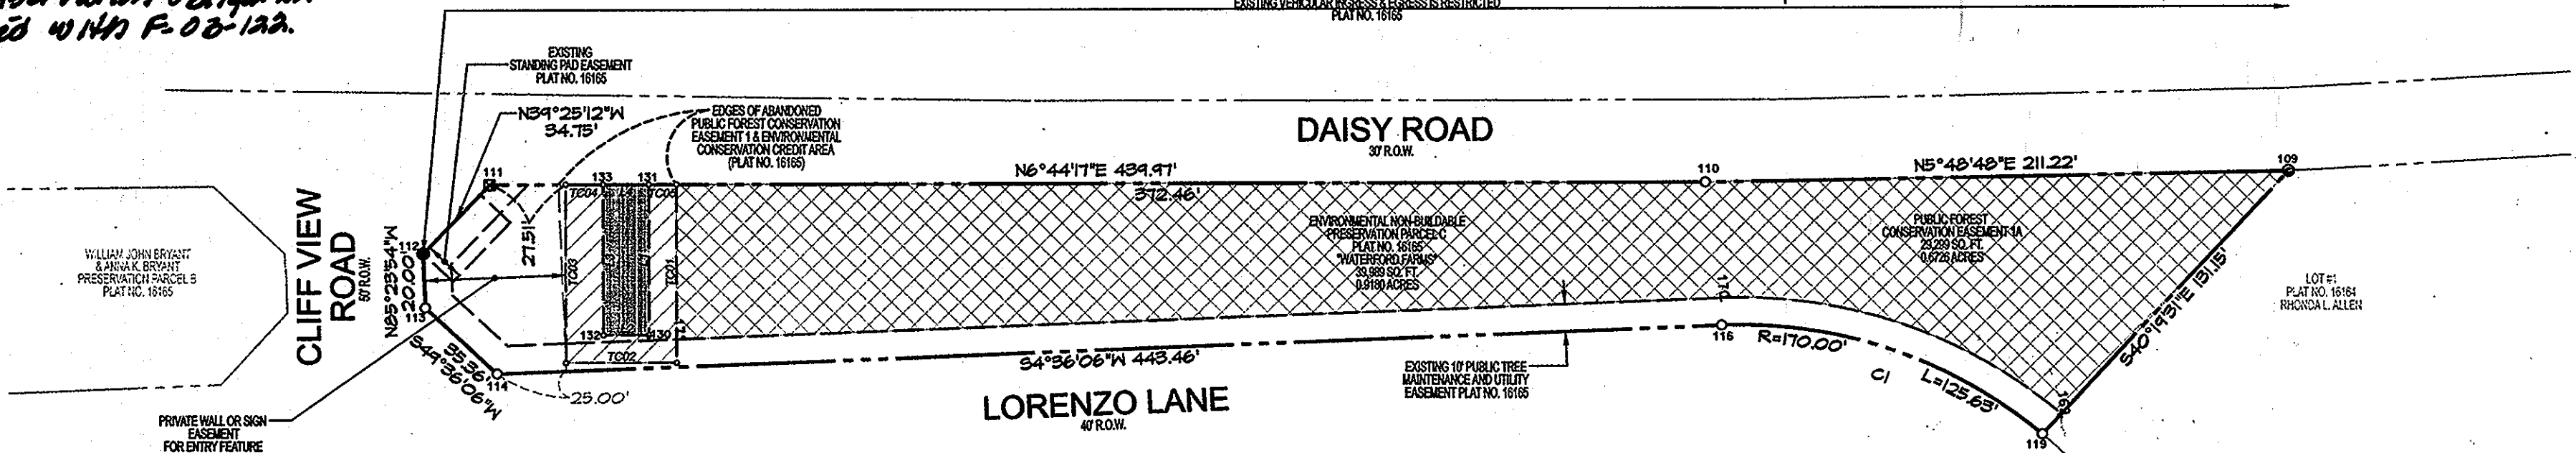 with F-03-122.
EXISTING VEHICULAR INGRESS & EGRESS IS RESTRICTED
PLAT NO. 16165
EXISTING
STANDING PAD EASEMENT
PLAT NO. 16165
N39°25'12"W
34.75'
EDGES OF ABANDONED
PUBLIC FOREST CONSERVATION
EASEMENT 1 & ENVIRONMENTAL
CONSERVATION CREDIT AREA
(PLAT NO. 16165)
DAISY ROAD
30' R.O.W.
N6°44'17"E 439.97'
372.46'
N5°48'48"E 211.22'
109
110
111
TC04
133
131
TC05
27.51'
112
N85°25'54"W
20.00'
113
CLIFF VIEW
ROAD
50' R.O.W.
WILLIAM JOHN BRYANT
& ANNA K. BRYANT
PRESERVATION PARCEL B
PLAT NO. 16165
TC03
TC01
132
130
TC02
ENVIRONMENTAL NON-BUILDABLE
PRESERVATION PARCEL C
PLAT NO. 16165
"WATERFORD FARMS"
39,989 SQ. FT.
0.9180 ACRES
PUBLIC FOREST
CONSERVATION EASEMENT 1A
29,299 SQ. FT.
0.6726 ACRES
S40°19'31"E 131.15'
LOT #1
PLAT NO. 16164
RHONDA L. ALLEN
170
116
R=170.00'
C1
L=125.63'
119
S49°36'06"W
35.36'
114
25.00'
S4°36'06"W 443.46'
LORENZO LANE
40' R.O.W.
EXISTING 10' PUBLIC TREE
MAINTENANCE AND UTILITY
EASEMENT PLAT NO. 16165
PRIVATE WALL OR SIGN
EASEMENT
FOR ENTRY FEATURE